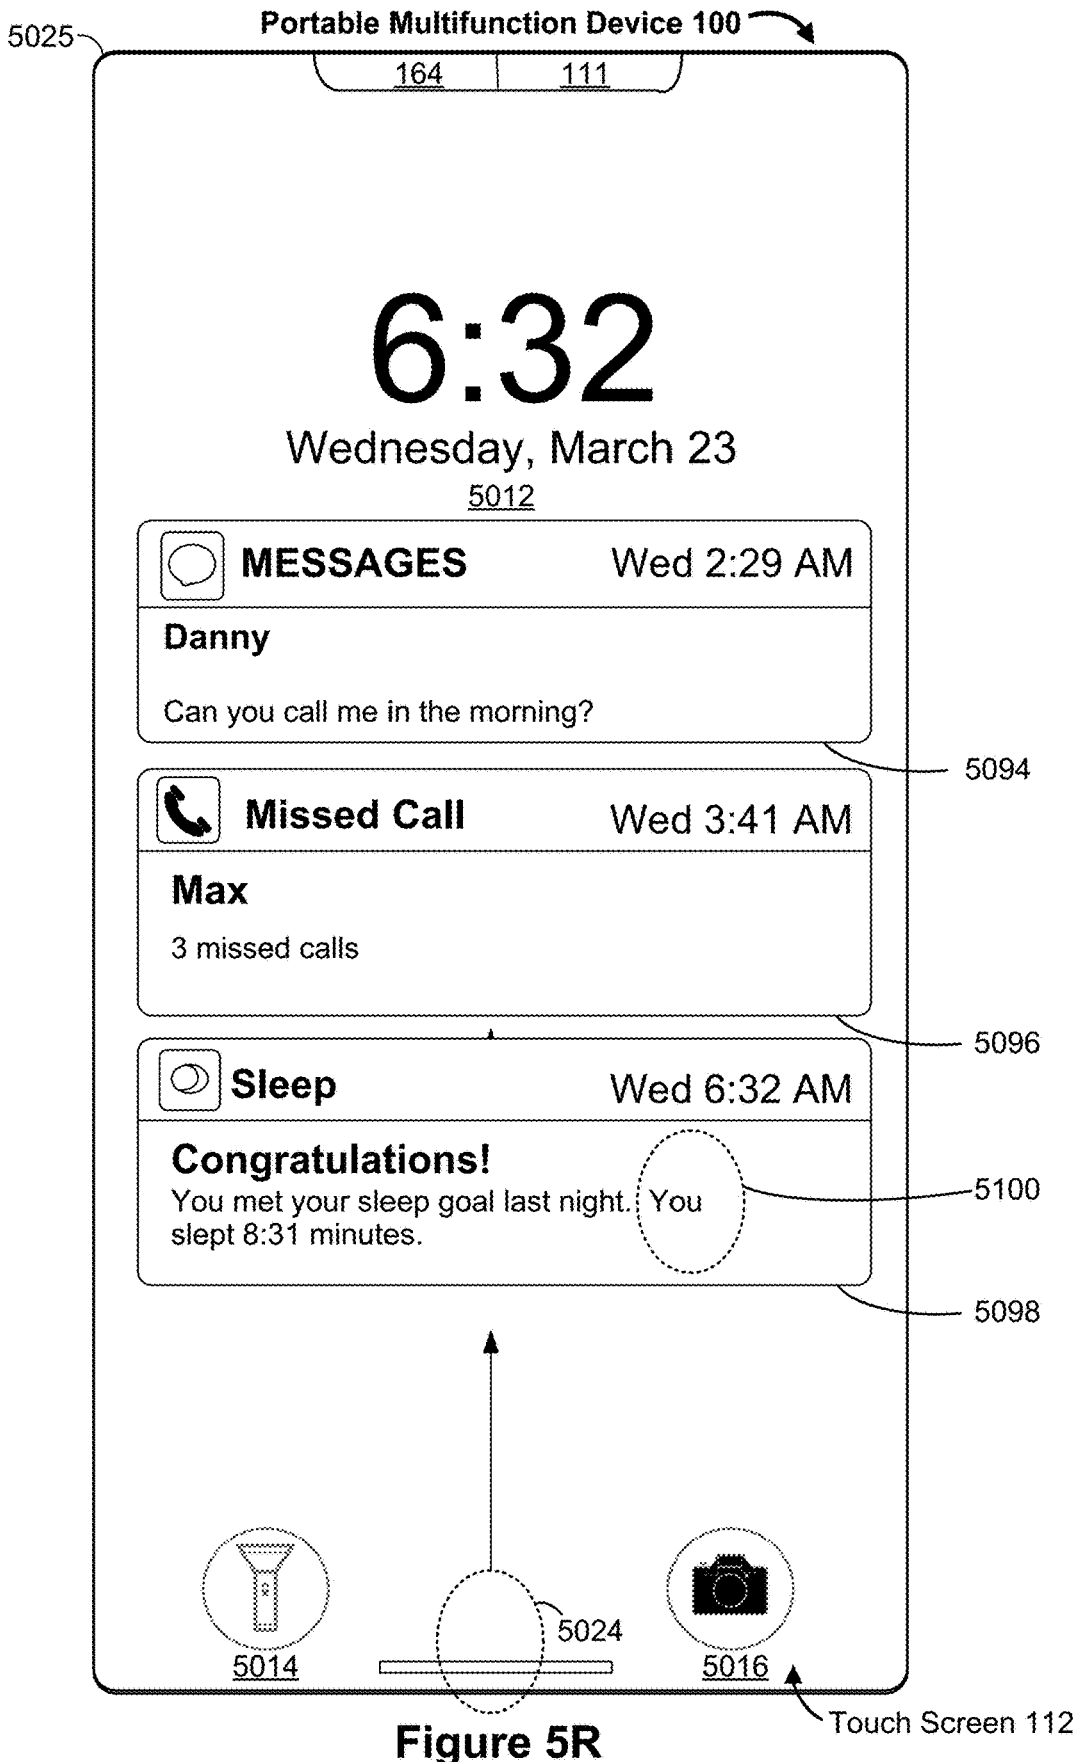 Portable Multifunction Device 100
5025
164
111
6:32
Wednesday, March 23
5012
MESSAGES Wed 2:29 AM
Danny
Can you call me in the morning?
5094
Missed Call Wed 3:41 AM
Max
3 missed calls
5096
Sleep Wed 6:32 AM
Congratulations!
You met your sleep goal last night. You
slept 8:31 minutes.
5100
5098
5024
5014
5016
Touch Screen 112
Figure 5R